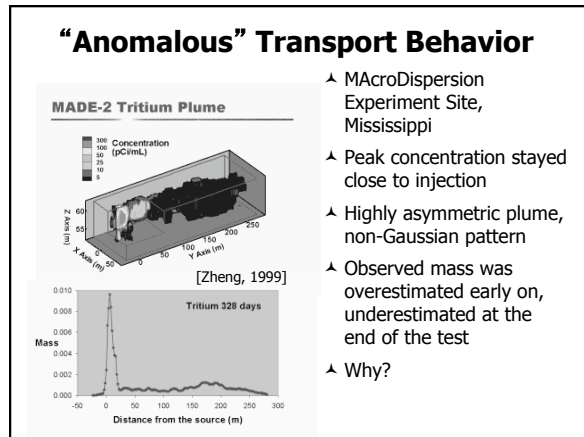 “Anomalous” Transport Behavior
MADE-2 Tritium Plume
300
100
50
25
10
5
Concentration
(pCi/mL)
Z Axis (m)
60
55
X Axis (m)
0
50
0
50
100
150
200
250
Y Axis (m)
[Zheng, 1999]
0.010
0.008
0.006
0.004
0.002
0.000
Mass
Tritium 328 days
-50
0
50
100
150
200
250
300
Distance from the source (m)
MAcroDispersion
Experiment Site,
Mississippi
Peak concentration stayed
close to injection
Highly asymmetric plume,
non-Gaussian pattern
Observed mass was
overestimated early on,
underestimated at the
end of the test
Why?